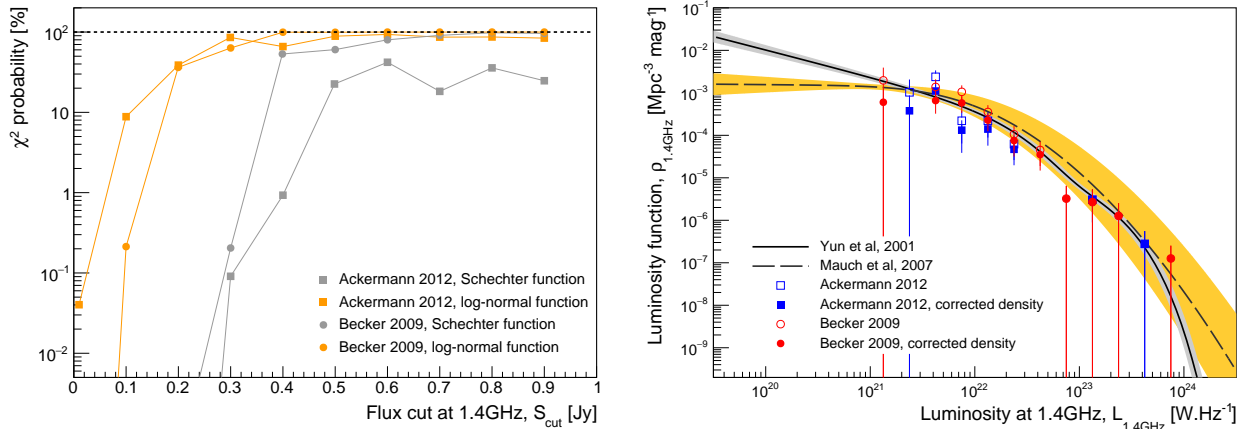 χ² probability [%]
10²
10
1
10⁻¹
10⁻²
0 0.1 0.2 0.3 0.4 0.5 0.6 0.7 0.8 0.9 1
Flux cut at 1.4GHz, S_cut [Jy]
Ackermann 2012, Schechter function
Ackermann 2012, log-normal function
Becker 2009, Schechter function
Becker 2009, log-normal function
Luminosity function, ρ_1.4GHz [Mpc⁻³ mag⁻¹]
10⁻¹
10⁻²
10⁻³
10⁻⁴
10⁻⁵
10⁻⁶
10⁻⁷
10⁻⁸
10⁻⁹
10²⁰ 10²¹ 10²² 10²³ 10²⁴
Luminosity at 1.4GHz, L_1.4GHz [W.Hz⁻¹]
Yun et al, 2001
Mauch et al, 2007
Ackermann 2012
Ackermann 2012, corrected density
Becker 2009
Becker 2009, corrected density